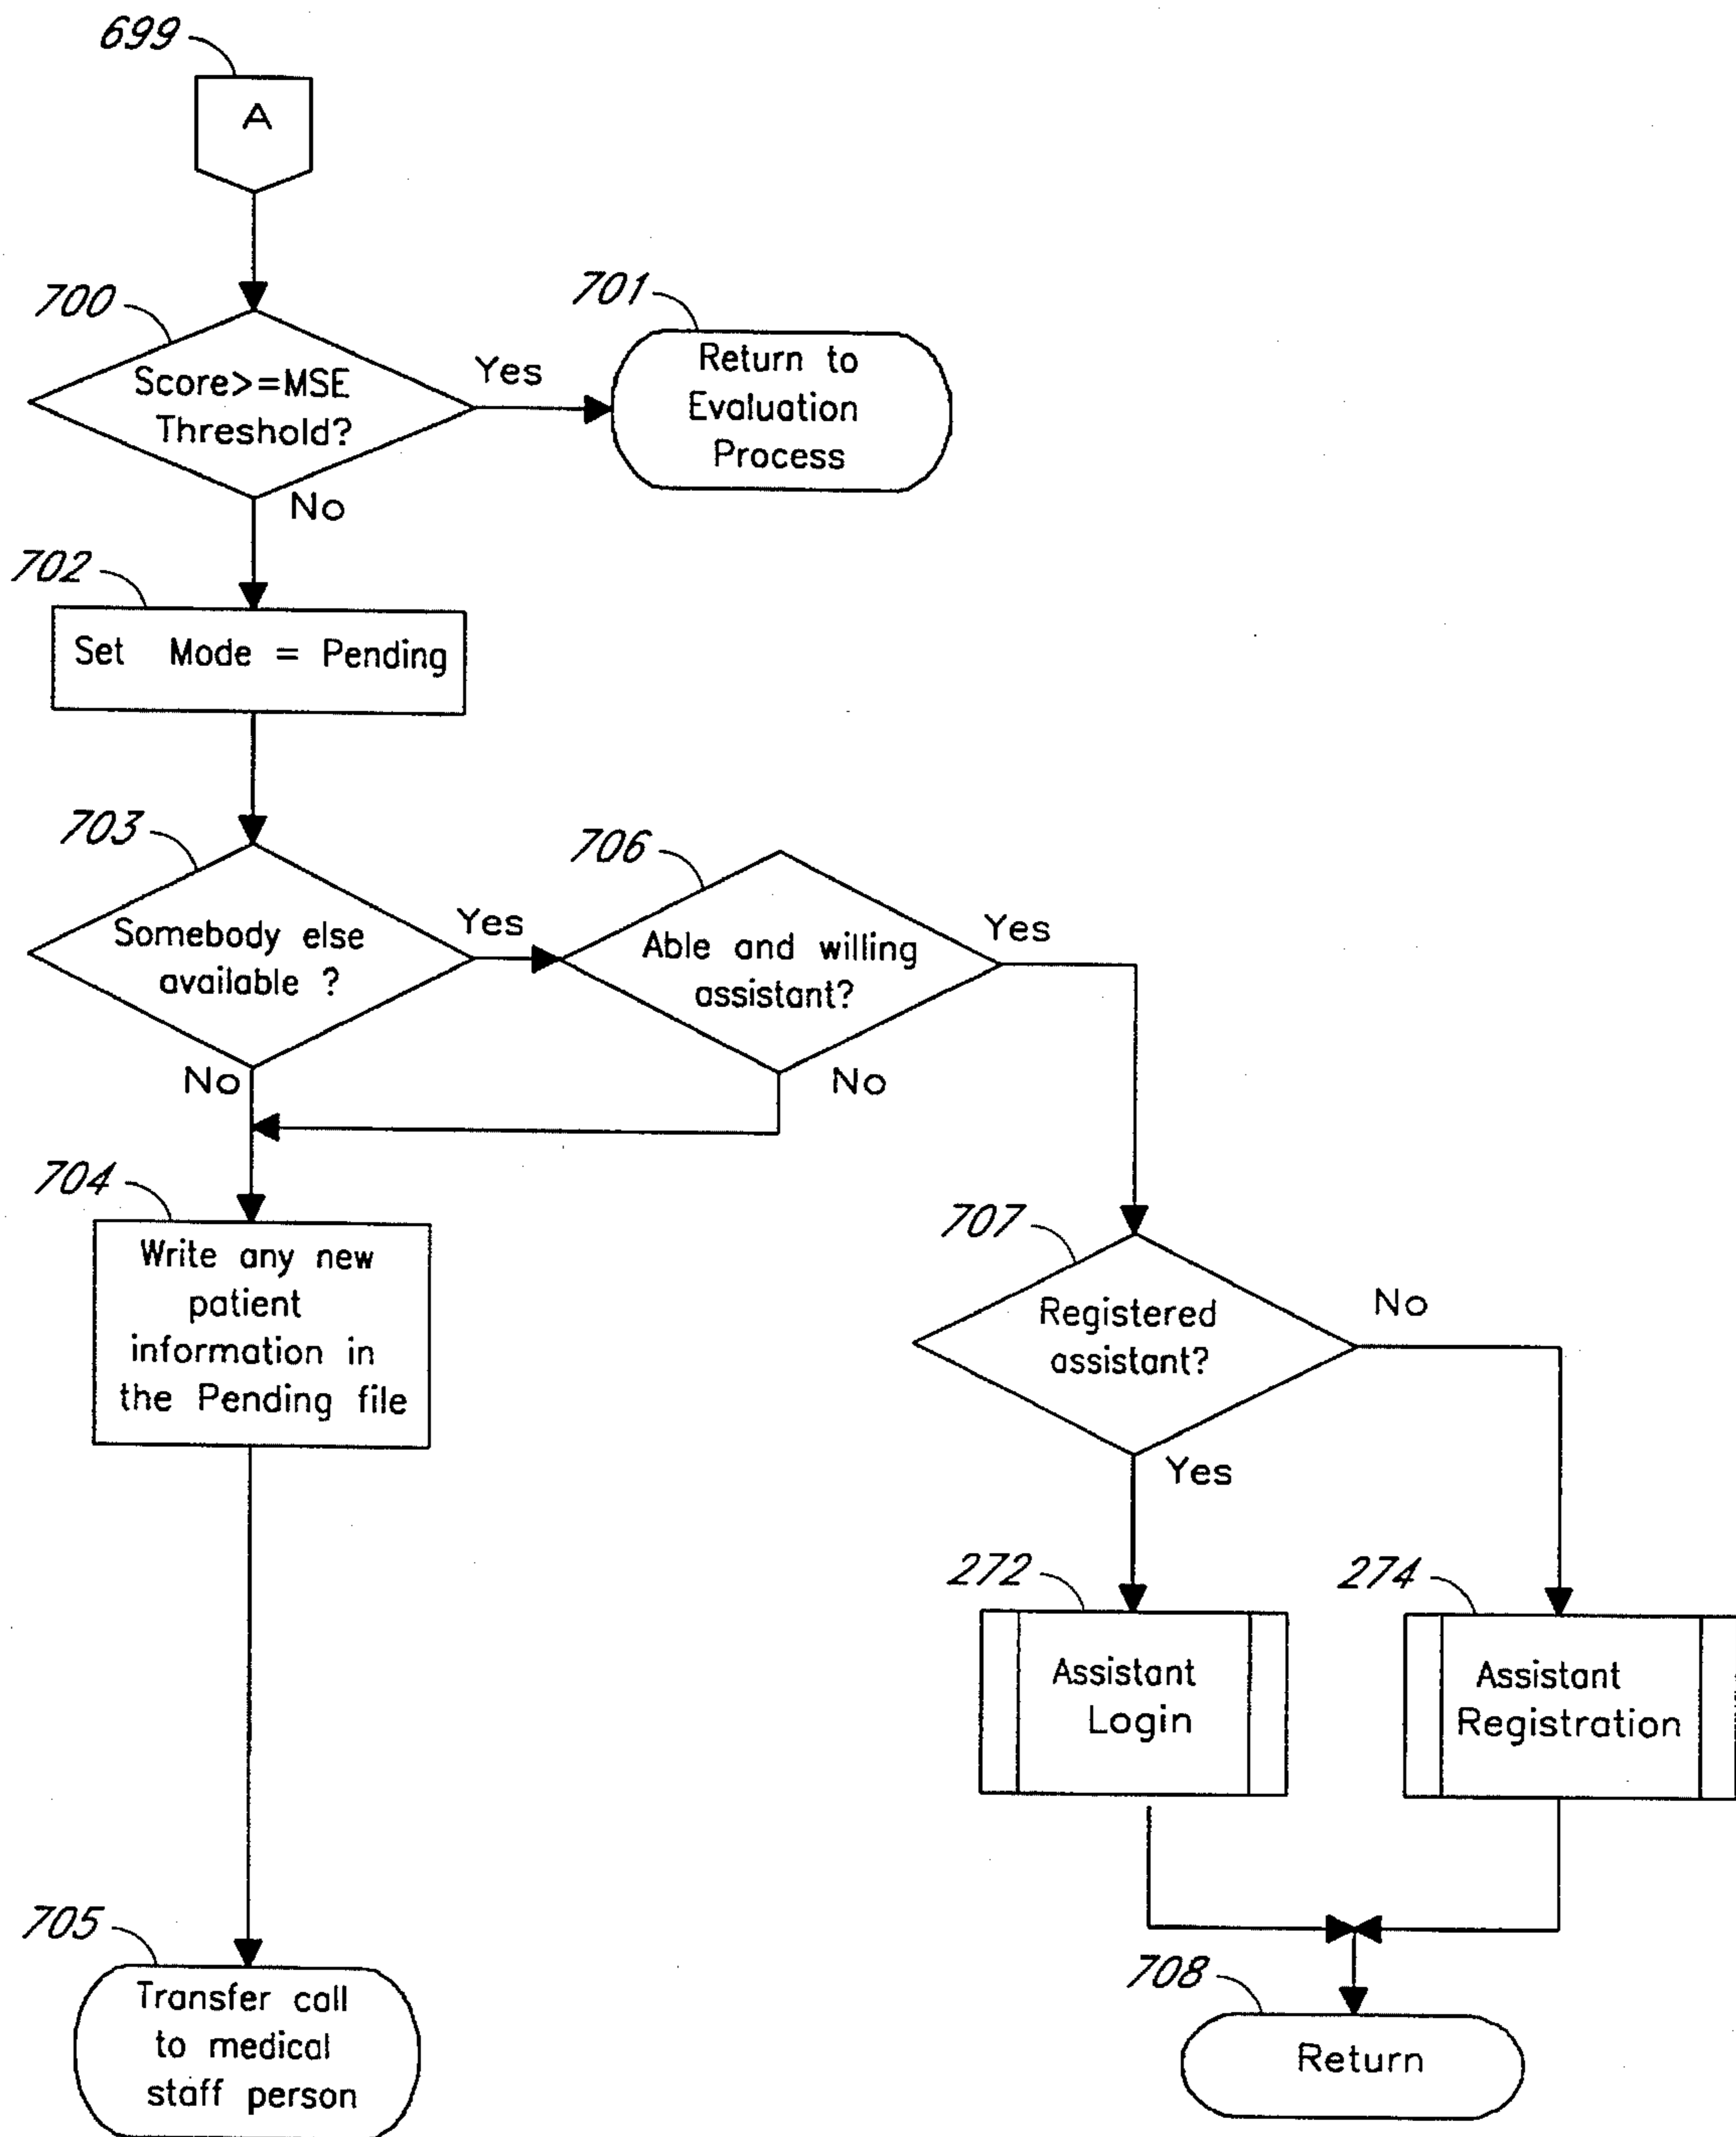 699
A
700
Score>=MSE
Threshold?
Yes
No
701
Return to
Evaluation
Process
702
Set Mode = Pending
703
Somebody else
available ?
Yes
No
706
Able and willing
assistant?
Yes
No
704
Write any new
patient
information in
the Pending file
707
Registered
assistant?
No
Yes
272
Assistant
Login
274
Assistant
Registration
705
Transfer call
to medical
staff person
708
Return